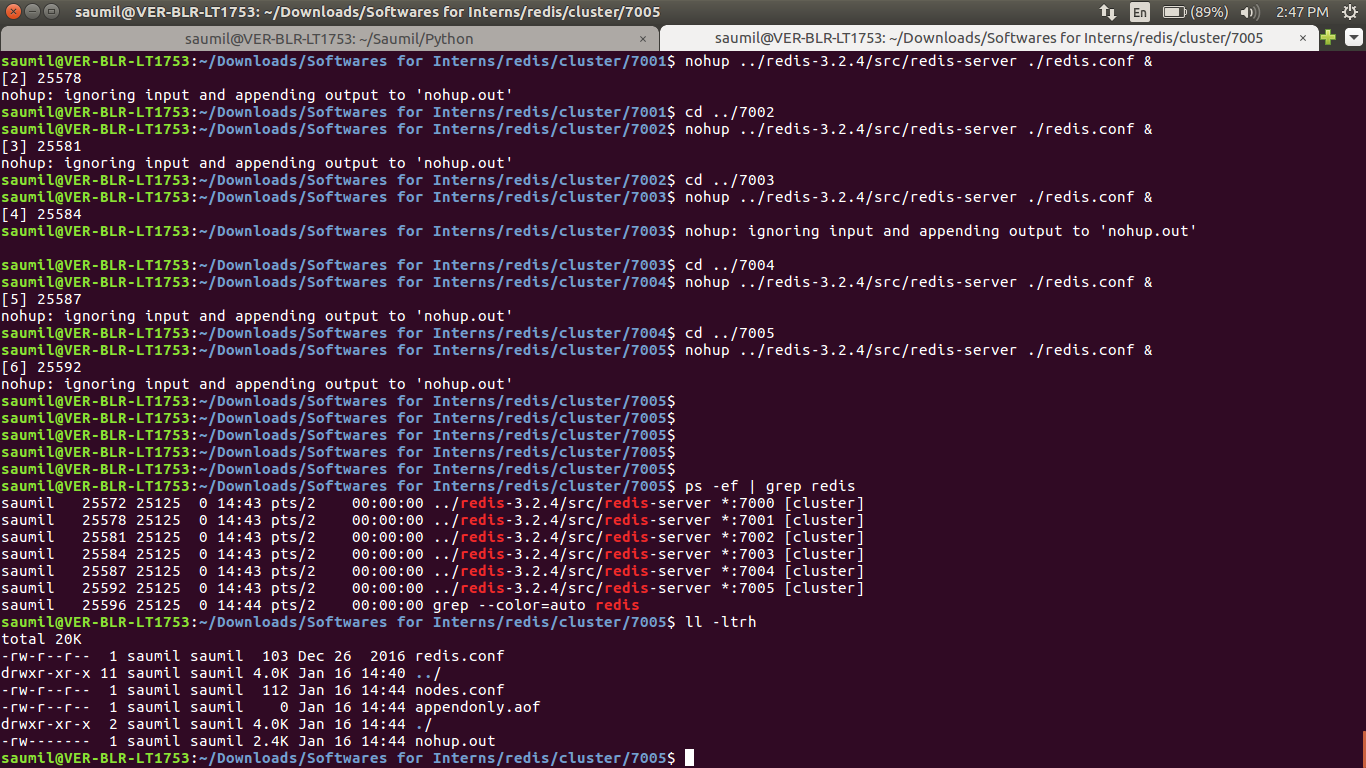 saumil@VER-BLR-LT1753: ~/Downloads/Softwares for Interns/redis/cluster/7005
En (89%) 2:47 PM
saumil@VER-BLR-LT1753: ~/Saumil/Python × saumil@VER-BLR-LT1753: ~/Downloads/Softwares for Interns/redis/cluster/7005 ×
saumil@VER-BLR-LT1753:~/Downloads/Softwares for Interns/redis/cluster/7001$ nohup ../redis-3.2.4/src/redis-server ./redis.conf &
[2] 25578
nohup: ignoring input and appending output to 'nohup.out'
saumil@VER-BLR-LT1753:~/Downloads/Softwares for Interns/redis/cluster/7001$ cd ../7002
saumil@VER-BLR-LT1753:~/Downloads/Softwares for Interns/redis/cluster/7002$ nohup ../redis-3.2.4/src/redis-server ./redis.conf &
[3] 25581
nohup: ignoring input and appending output to 'nohup.out'
saumil@VER-BLR-LT1753:~/Downloads/Softwares for Interns/redis/cluster/7002$ cd ../7003
saumil@VER-BLR-LT1753:~/Downloads/Softwares for Interns/redis/cluster/7003$ nohup ../redis-3.2.4/src/redis-server ./redis.conf &
[4] 25584
saumil@VER-BLR-LT1753:~/Downloads/Softwares for Interns/redis/cluster/7003$ nohup: ignoring input and appending output to 'nohup.out'
saumil@VER-BLR-LT1753:~/Downloads/Softwares for Interns/redis/cluster/7003$ cd ../7004
saumil@VER-BLR-LT1753:~/Downloads/Softwares for Interns/redis/cluster/7004$ nohup ../redis-3.2.4/src/redis-server ./redis.conf &
[5] 25587
nohup: ignoring input and appending output to 'nohup.out'
saumil@VER-BLR-LT1753:~/Downloads/Softwares for Interns/redis/cluster/7004$ cd ../7005
saumil@VER-BLR-LT1753:~/Downloads/Softwares for Interns/redis/cluster/7005$ nohup ../redis-3.2.4/src/redis-server ./redis.conf &
[6] 25592
nohup: ignoring input and appending output to 'nohup.out'
saumil@VER-BLR-LT1753:~/Downloads/Softwares for Interns/redis/cluster/7005$
saumil@VER-BLR-LT1753:~/Downloads/Softwares for Interns/redis/cluster/7005$
saumil@VER-BLR-LT1753:~/Downloads/Softwares for Interns/redis/cluster/7005$
saumil@VER-BLR-LT1753:~/Downloads/Softwares for Interns/redis/cluster/7005$
saumil@VER-BLR-LT1753:~/Downloads/Softwares for Interns/redis/cluster/7005$
saumil@VER-BLR-LT1753:~/Downloads/Softwares for Interns/redis/cluster/7005$ ps -ef | grep redis
saumil   25572 25125  0 14:43 pts/2    00:00:00 ../redis-3.2.4/src/redis-server *:7000 [cluster]
saumil   25578 25125  0 14:43 pts/2    00:00:00 ../redis-3.2.4/src/redis-server *:7001 [cluster]
saumil   25581 25125  0 14:43 pts/2    00:00:00 ../redis-3.2.4/src/redis-server *:7002 [cluster]
saumil   25584 25125  0 14:43 pts/2    00:00:00 ../redis-3.2.4/src/redis-server *:7003 [cluster]
saumil   25587 25125  0 14:43 pts/2    00:00:00 ../redis-3.2.4/src/redis-server *:7004 [cluster]
saumil   25592 25125  0 14:43 pts/2    00:00:00 ../redis-3.2.4/src/redis-server *:7005 [cluster]
saumil   25596 25125  0 14:44 pts/2    00:00:00 grep --color=auto redis
saumil@VER-BLR-LT1753:~/Downloads/Softwares for Interns/redis/cluster/7005$ ll -ltrh
total 20K
-rw-r--r--  1 saumil saumil  103 Dec 26  2016 redis.conf
drwxr-xr-x 11 saumil saumil 4.0K Jan 16 14:40 ../
-rw-r--r--  1 saumil saumil  112 Jan 16 14:44 nodes.conf
-rw-r--r--  1 saumil saumil    0 Jan 16 14:44 appendonly.aof
drwxr-xr-x  2 saumil saumil 4.0K Jan 16 14:44 ./
-rw-------  1 saumil saumil 2.4K Jan 16 14:44 nohup.out
saumil@VER-BLR-LT1753:~/Downloads/Softwares for Interns/redis/cluster/7005$